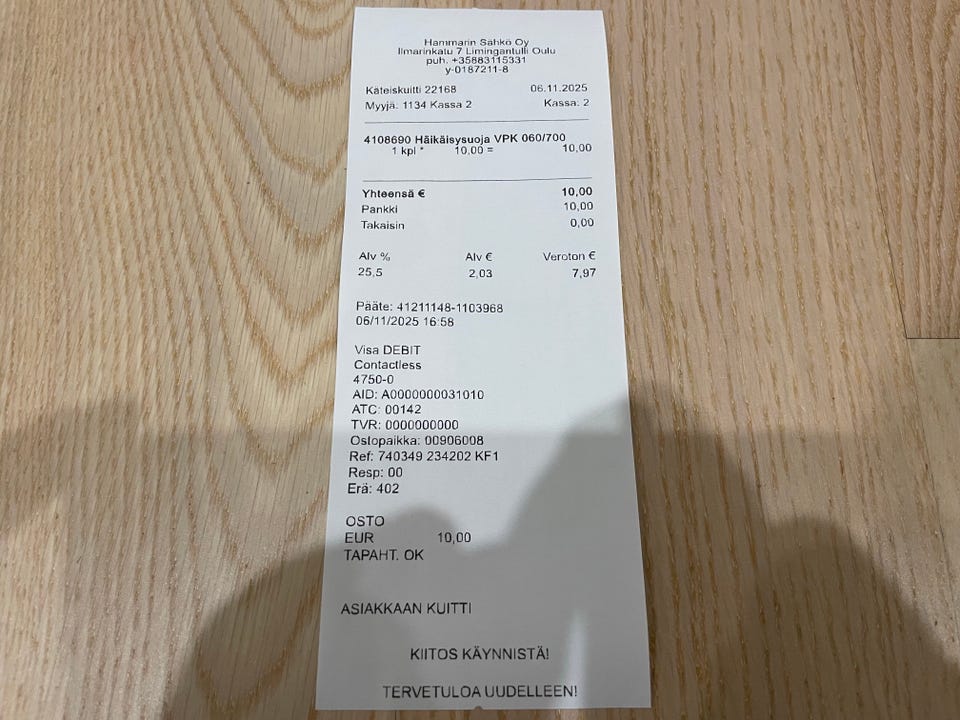 Hammarin Sähkö Oy
Ilmarinkatu 7 Limingantulli Oulu
puh. +35883115331
y-0187211-8
Käteiskuitti 22168 06.11.2025
Myyjä: 1134 Kassa 2 Kassa: 2
4108690 Häikäisysuoja VPK 060/700
1 kpl * 10,00 = 10,00
Yhteensä € 10,00
Pankki 10,00
Takaisin 0,00
Alv % Alv € Veroton €
25,5 2,03 7,97
Pääte: 41211148-1103968
06/11/2025 16:58
Visa DEBIT
Contactless
4750-0
AID: A0000000031010
ATC: 00142
TVR: 0000000000
Ostopaikka: 00906008
Ref: 740349 234202 KF1
Resp: 00
Erä: 402
OSTO
EUR 10,00
TAPAHT. OK
ASIAKKAAN KUITTI
KIITOS KÄYNNISTÄ!
TERVETULOA UUDELLEEN!